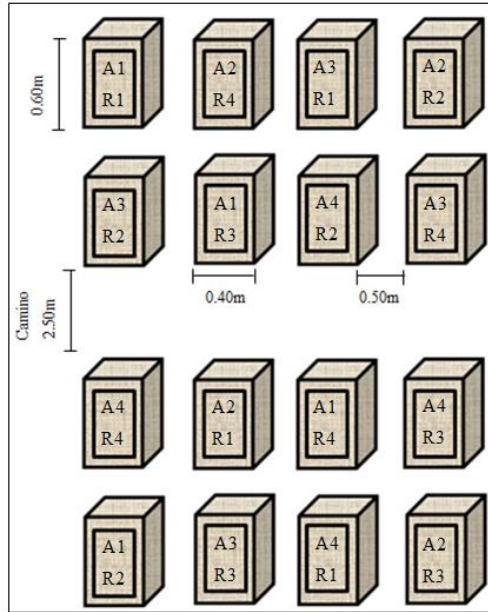 A1 A2 A3 A2
R1 R4 R1 R2
0.60m
A3 A1 A4 A3
R2 R3 R2 R4
0.40m 0.50m
Camino
2.50m
A4 A2 A1 A4
R4 R1 R4 R3
A1 A3 A4 A2
R2 R3 R1 R3